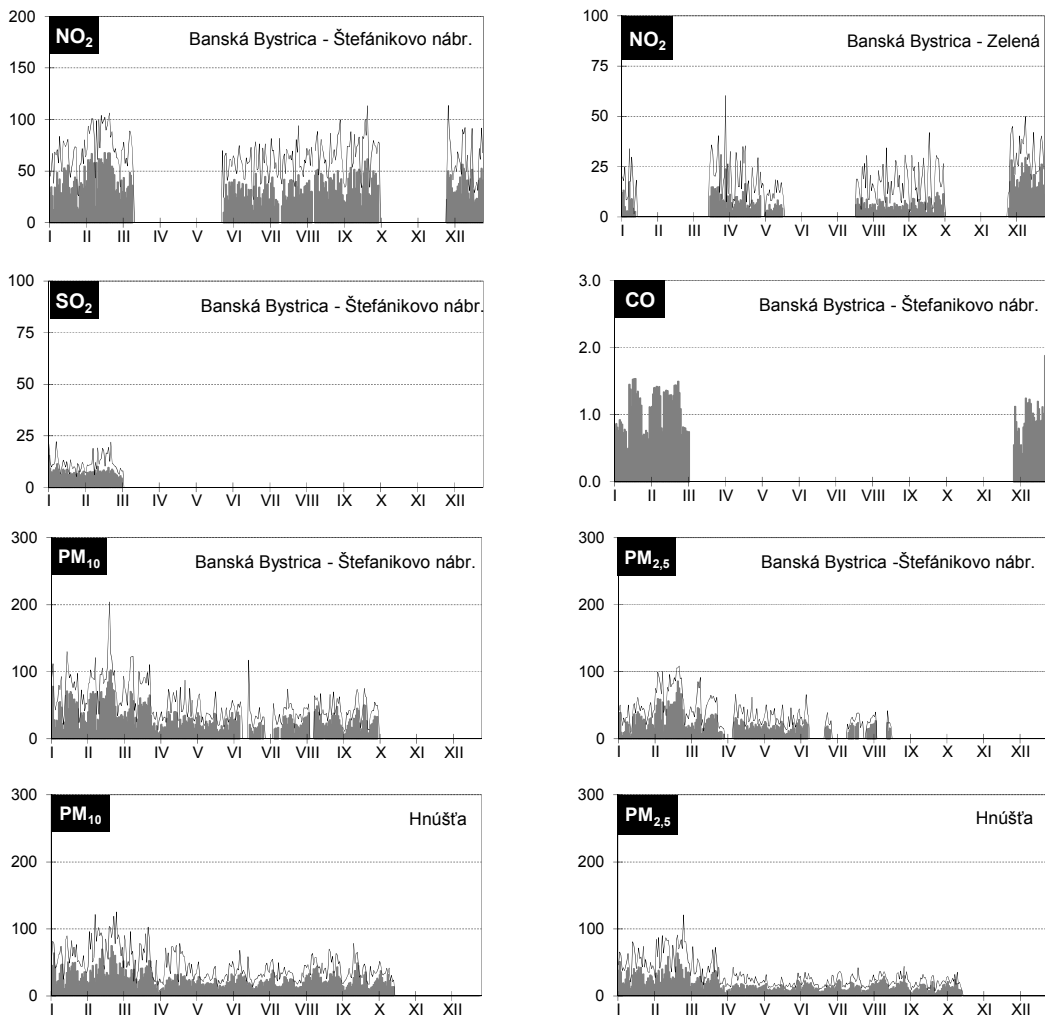 NO2 Banská Bystrica - Štefánikovo nábr.
200
150
100
50
0
I II III IV V VI VII VIII IX X XI XII
NO2 Banská Bystrica - Zelená
100
75
50
25
0
I II III IV V VI VII VIII IX X XI XII
SO2 Banská Bystrica - Štefánikovo nábr.
100
75
50
25
0
I II III IV V VI VII VIII IX X XI XII
CO Banská Bystrica - Štefanikovo nábr.
3.0
2.0
1.0
0.0
I II III IV V VI VII VIII IX X XI XII
PM10 Banská Bystrica - Štefanikovo nábr.
300
200
100
0
I II III IV V VI VII VIII IX X XI XII
PM2,5 Banská Bystrica -Štefánikovo nábr.
300
200
100
0
I II III IV V VI VII VIII IX X XI XII
PM10 Hnúšťa
300
200
100
0
I II III IV V VI VII VIII IX X XI XII
PM2,5 Hnúšťa
300
200
100
0
I II III IV V VI VII VIII IX X XI XII